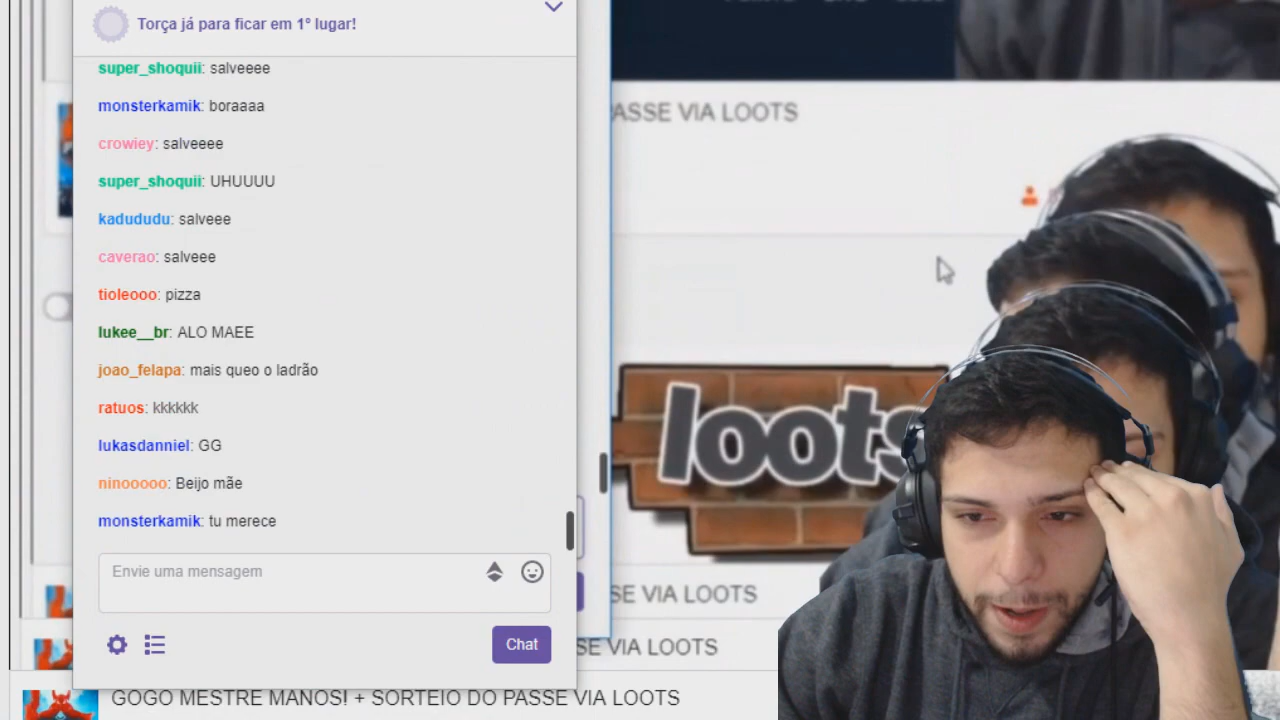 Torça já para ficar em 1º lugar!
super_shoquii: salveeee
monsterkamik: boraaaa
crowiey: salveeee
super_shoquii: UHUUUU
kadududu: salveee
caverao: salveee
tioleooo: pizza
lukee__br: ALO MAEE
joao_felapa: mais queo o ladrão
ratuos: kkkkkk
lukasdanniel: GG
ninooooo: Beijo mãe
monsterkamik: tu merece
Envie uma mensagem
Chat
ASSE VIA LOOTS
loots
SE VIA LOOTS
SE VIA LOOTS
GOGO MESTRE MANOS! + SORTEIO DO PASSE VIA LOOTS